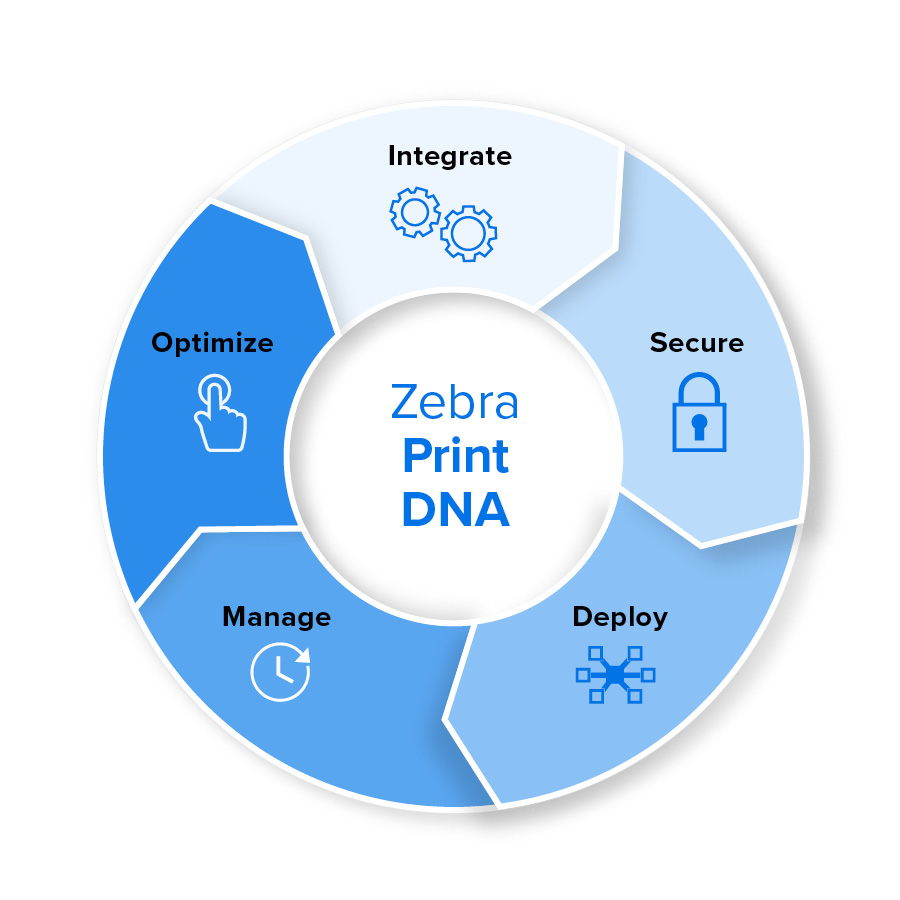 Integrate
Optimize
Secure
Zebra
Print
DNA
Manage
Deploy